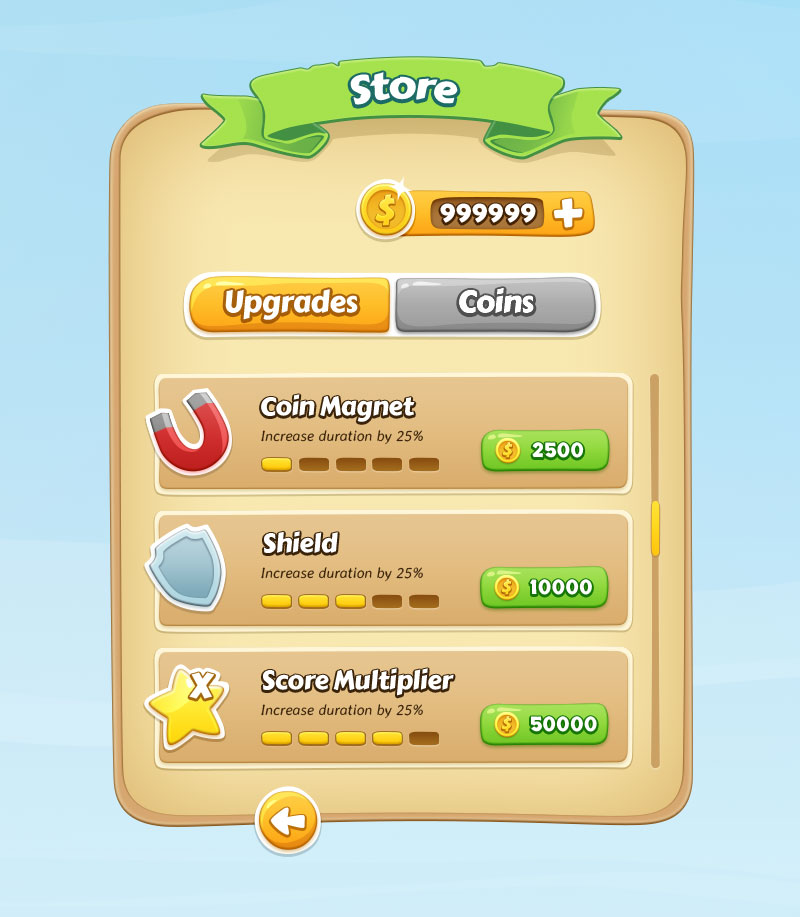 Store
$ 999999 +
Upgrades Coins
Coin Magnet
Increase duration by 25%
$ 2500
Shield
Increase duration by 25%
$ 10000
X
Score Multiplier
Increase duration by 25%
$ 50000